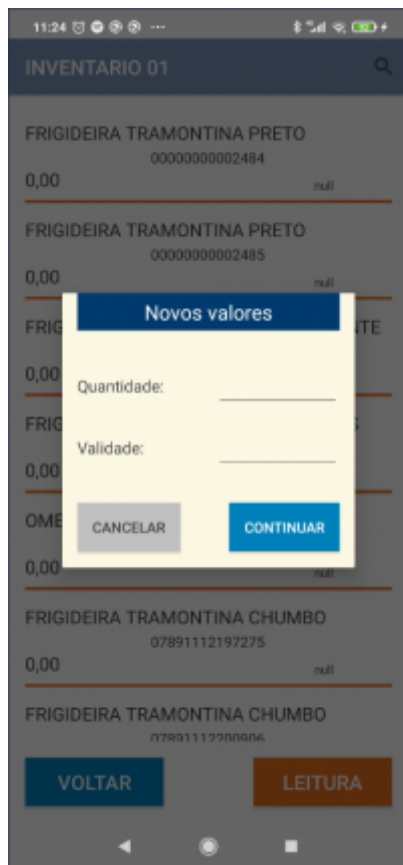 11:24
INVENTARIO 01
FRIGIDEIRA TRAMONTINA PRETO
00000000002484
0,00 null
FRIGIDEIRA TRAMONTINA PRETO
00000000002485
0,00 null
FRIG NTE
0,00
FRIG S
0,00
OME
0,00 null
Novos valores
Quantidade:
Validade:
CANCELAR CONTINUAR
FRIGIDEIRA TRAMONTINA CHUMBO
07891112197275
0,00 null
FRIGIDEIRA TRAMONTINA CHUMBO
07891112200906
VOLTAR LEITURA